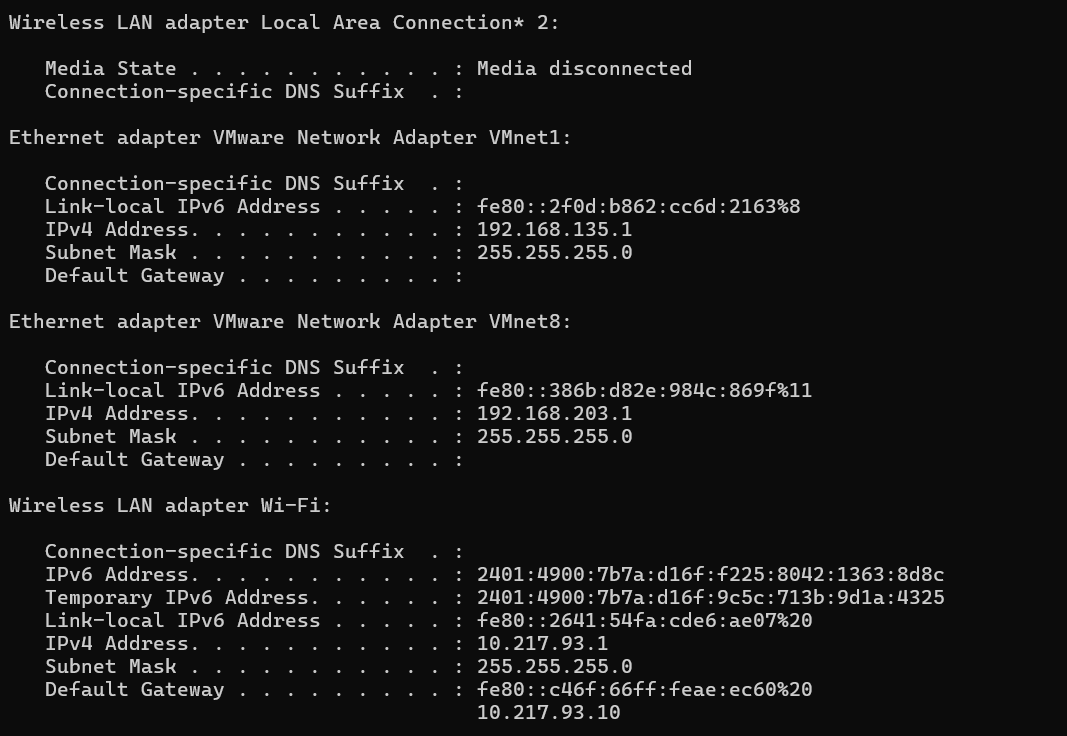 Wireless LAN adapter Local Area Connection* 2:
Media State . . . . . . . . . . . : Media disconnected
Connection-specific DNS Suffix  . :
Ethernet adapter VMware Network Adapter VMnet1:
Connection-specific DNS Suffix  . :
Link-local IPv6 Address . . . . . : fe80::2f0d:b862:cc6d:2163%8
IPv4 Address. . . . . . . . . . . : 192.168.135.1
Subnet Mask . . . . . . . . . . . : 255.255.255.0
Default Gateway . . . . . . . . . :
Ethernet adapter VMware Network Adapter VMnet8:
Connection-specific DNS Suffix  . :
Link-local IPv6 Address . . . . . : fe80::386b:d82e:984c:869f%11
IPv4 Address. . . . . . . . . . . : 192.168.203.1
Subnet Mask . . . . . . . . . . . : 255.255.255.0
Default Gateway . . . . . . . . . :
Wireless LAN adapter Wi-Fi:
Connection-specific DNS Suffix  . :
IPv6 Address. . . . . . . . . . . : 2401:4900:7b7a:d16f:f225:8042:1363:8d8c
Temporary IPv6 Address. . . . . . : 2401:4900:7b7a:d16f:9c5c:713b:9d1a:4325
Link-local IPv6 Address . . . . . : fe80::2641:54fa:cde6:ae07%20
IPv4 Address. . . . . . . . . . . : 10.217.93.1
Subnet Mask . . . . . . . . . . . : 255.255.255.0
Default Gateway . . . . . . . . . : fe80::c46f:66ff:feae:ec60%20
10.217.93.10